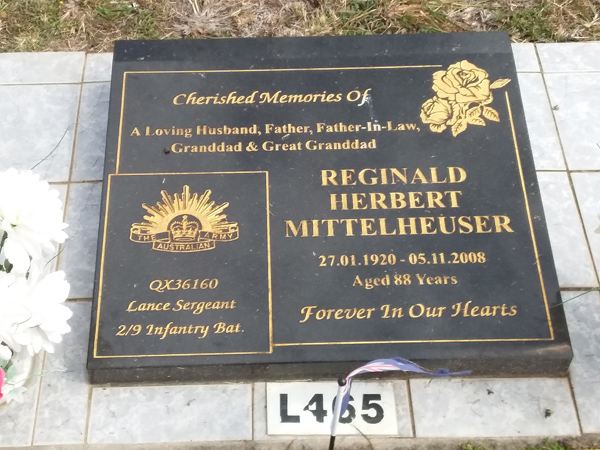 Cherished Memories Of
A Loving Husband, Father, Father-In-Law,
Granddad & Great Granddad
REGINALD
HERBERT
MITTELHEUSER
27.01.1920 - 05.11.2008
Aged 88 Years
Forever In Our Hearts
THE AUSTRALIAN ARMY
QX36160
Lance Sergeant
2/9 Infantry Bat.
L465